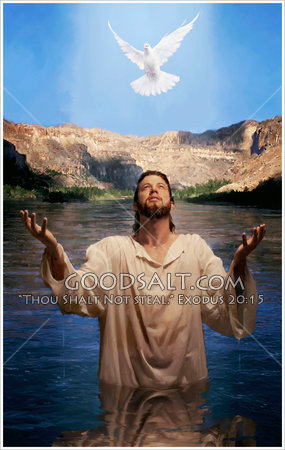 GOODSALT.COM
"THOU SHALT NOT STEAL." EXODUS 20:15